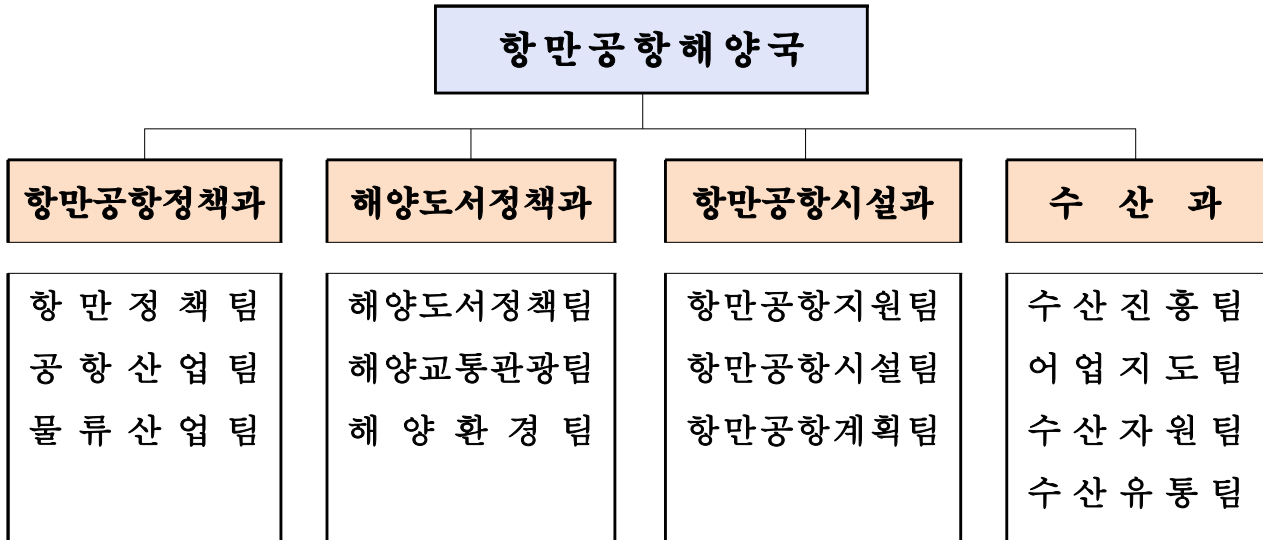 항만공항해양국
항만공항정책과
해양도서정책과
항만공항시설과
수 산 과
항 만 정 책 팀
공 항 산 업 팀
물 류 산 업 팀
해양도서정책팀
해양교통관광팀
해 양 환 경 팀
항만공항지원팀
항만공항시설팀
항만공항계획팀
수 산 진 흥 팀
어 업 지 도 팀
수 산 자 원 팀
수 산 유 통 팀